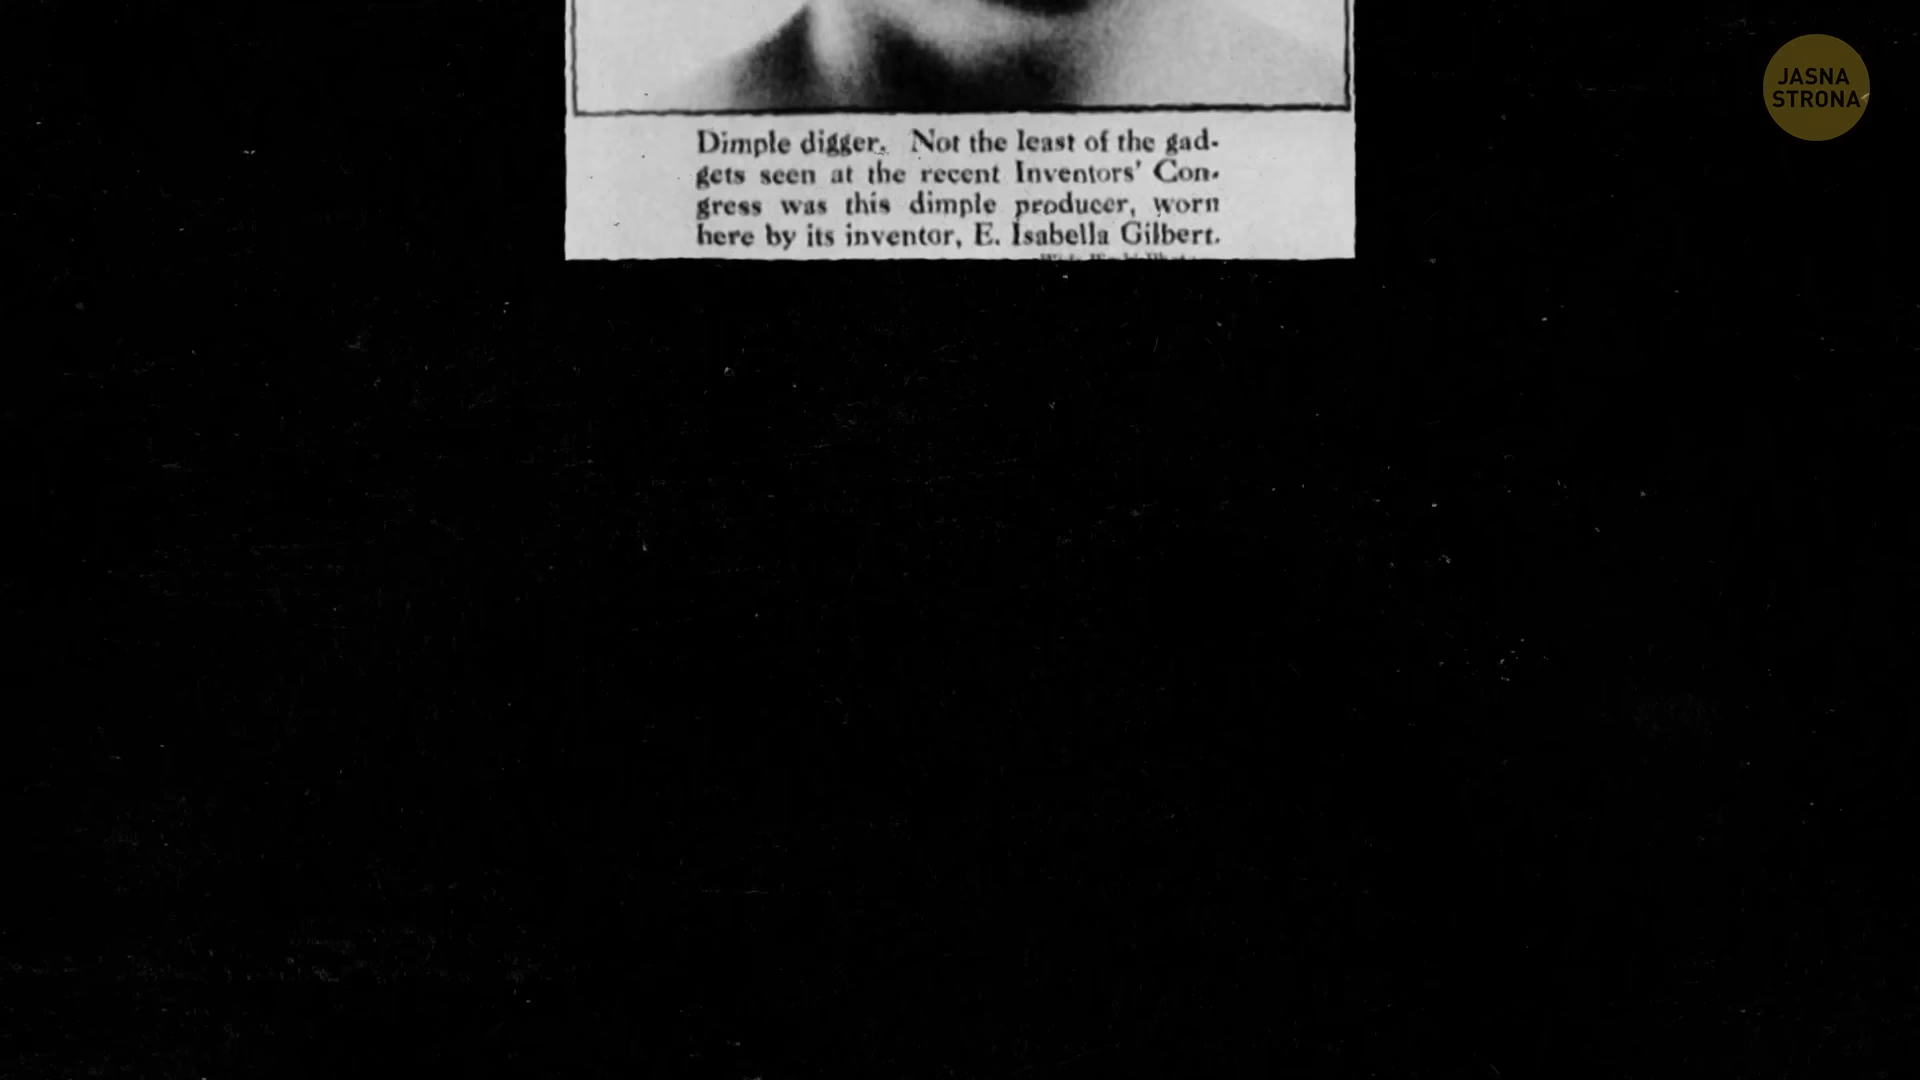 JASNA
STRONA
Dimple digger. Not the least of the gad-
gets seen at the recent Inventors' Con-
gress was this dimple producer, worn
here by its inventor, E. Isabella Gilbert.